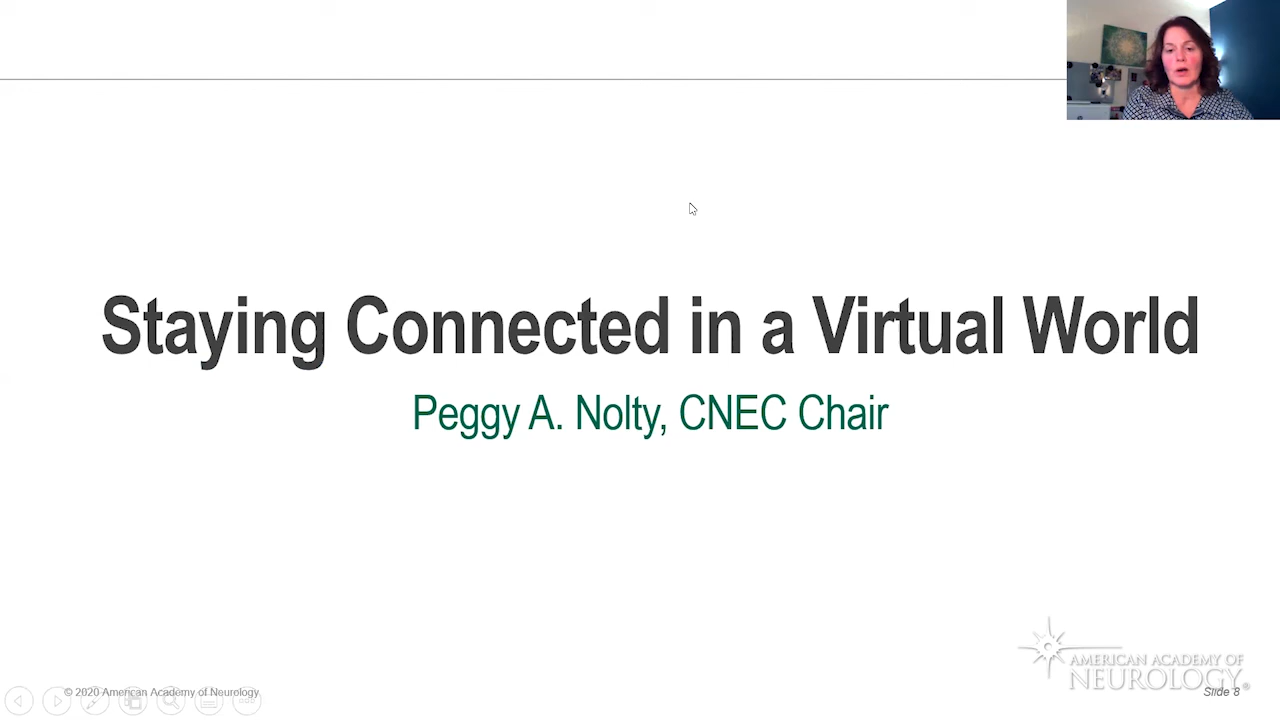 Staying Connected in a Virtual World
Peggy A. Nolty, CNEC Chair
AMERICAN ACADEMY OF
NEUROLOGY®
© 2020 American Academy of Neurology
Slide 8